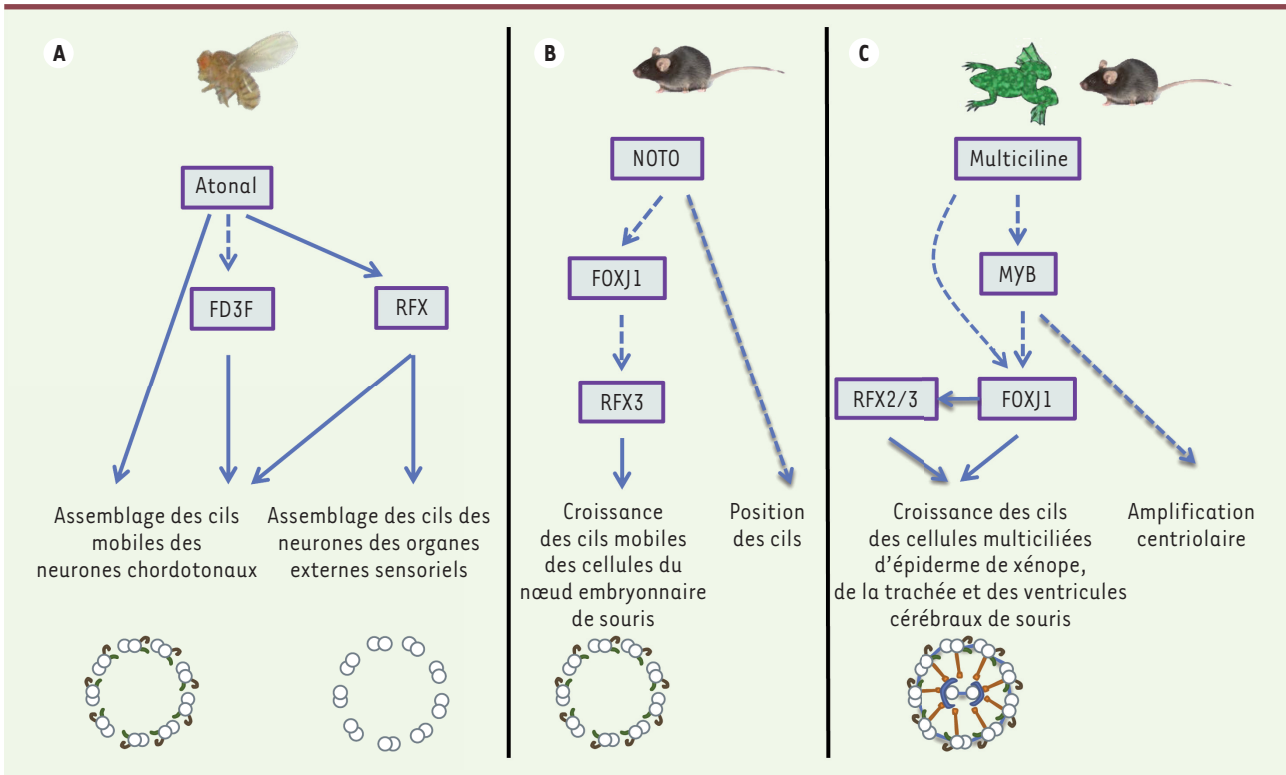 A
Atonal
FD3F
RFX
Assemblage des cils
mobiles des
neurones chordotonaux
Assemblage des cils des
neurones des organes
externes sensoriels
B
NOTO
FOXJ1
RFX3
Croissance
des cils mobiles
des cellules du
nœud embryonnaire
de souris
Position
des cils
C
Multiciline
MYB
RFX2/3
FOXJ1
Croissance des cils
des cellules multiciliées
d'épiderme de xénope,
de la trachée et des ventricules
cérébraux de souris
Amplification
centriolaire